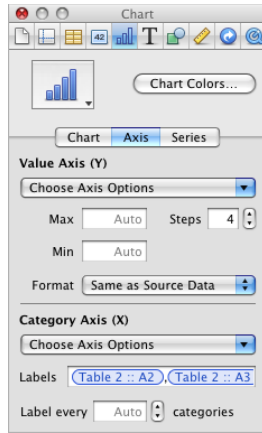 Chart
42
T
Chart Colors...
Chart Axis Series
Value Axis (Y)
Choose Axis Options
Max Auto Steps 4
Min Auto
Format Same as Source Data
Category Axis (X)
Choose Axis Options
Labels Table 2 :: A2 , Table 2 :: A3
Label every Auto categories